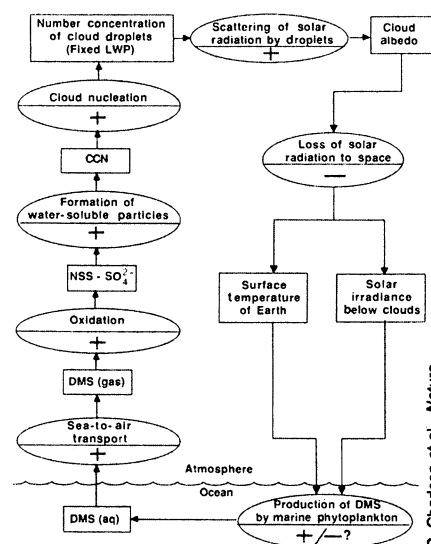 Number concentration
of cloud droplets
(Fixed LWP)
Scattering of solar
radiation by droplets
+
Cloud
albedo
Cloud nucleation
+
CCN
Loss of solar
radiation to space
—
Formation of
water-soluble particles
+
NSS - SO₄²⁻
Surface
temperature
of Earth
Solar
irradiance
below clouds
Oxidation
+
DMS (gas)
Sea-to-air
transport
+
Atmosphere
Ocean
DMS (aq)
Production of DMS
by marine phytoplankton
+/—?
et al., Nature